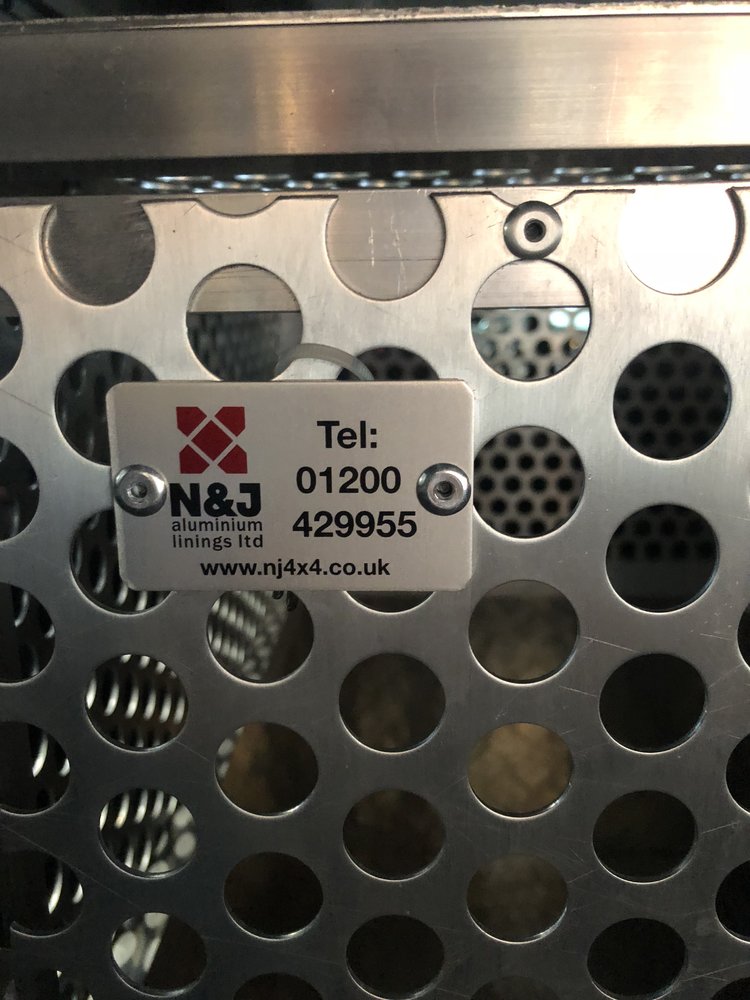 N&J
aluminium
linings ltd
Tel:
01200
429955
www.nj4x4.co.uk